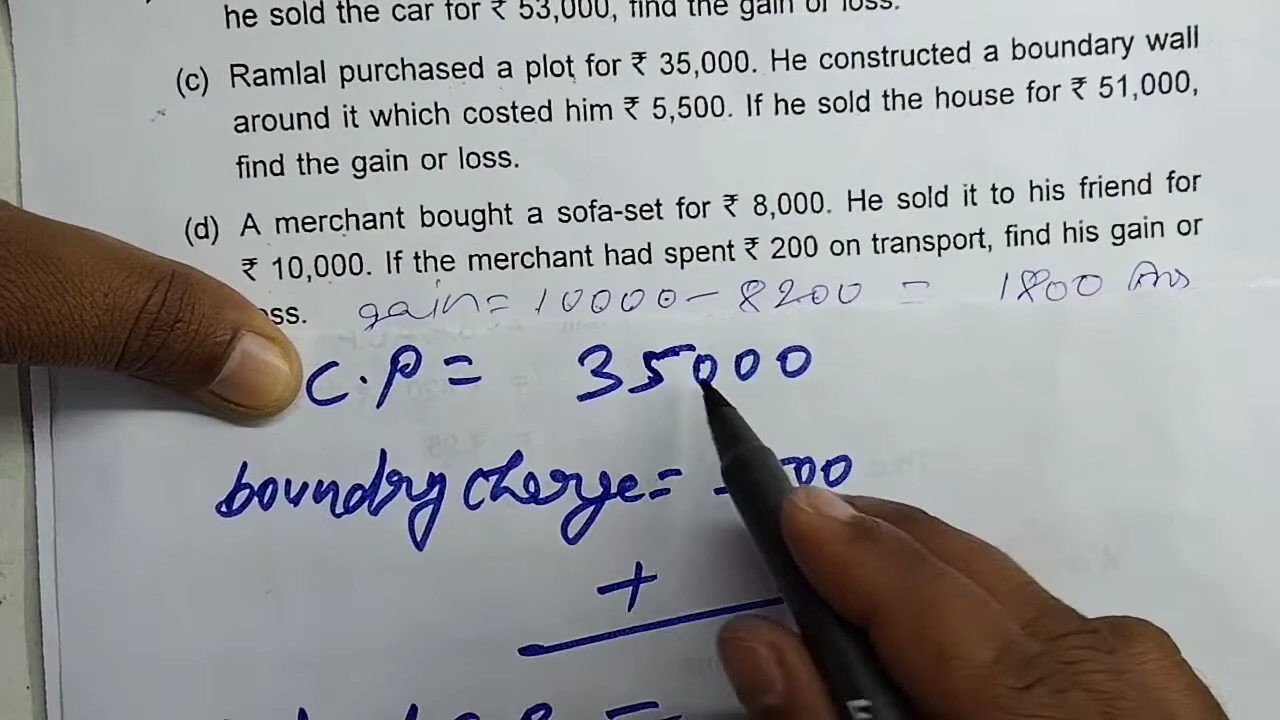 he sold the car for ₹ 53,000, find the gain or loss.
(c) Ramlal purchased a plot for ₹ 35,000. He constructed a boundary wall
around it which costed him ₹ 5,500. If he sold the house for ₹ 51,000,
find the gain or loss.
(d) A merchant bought a sofa-set for ₹ 8,000. He sold it to his friend for
₹ 10,000. If the merchant had spent ₹ 200 on transport, find his gain or
ss. gain = 10000 - 8200 = 1800 Ans
C.P = 35000
boundry cherge = 00
+